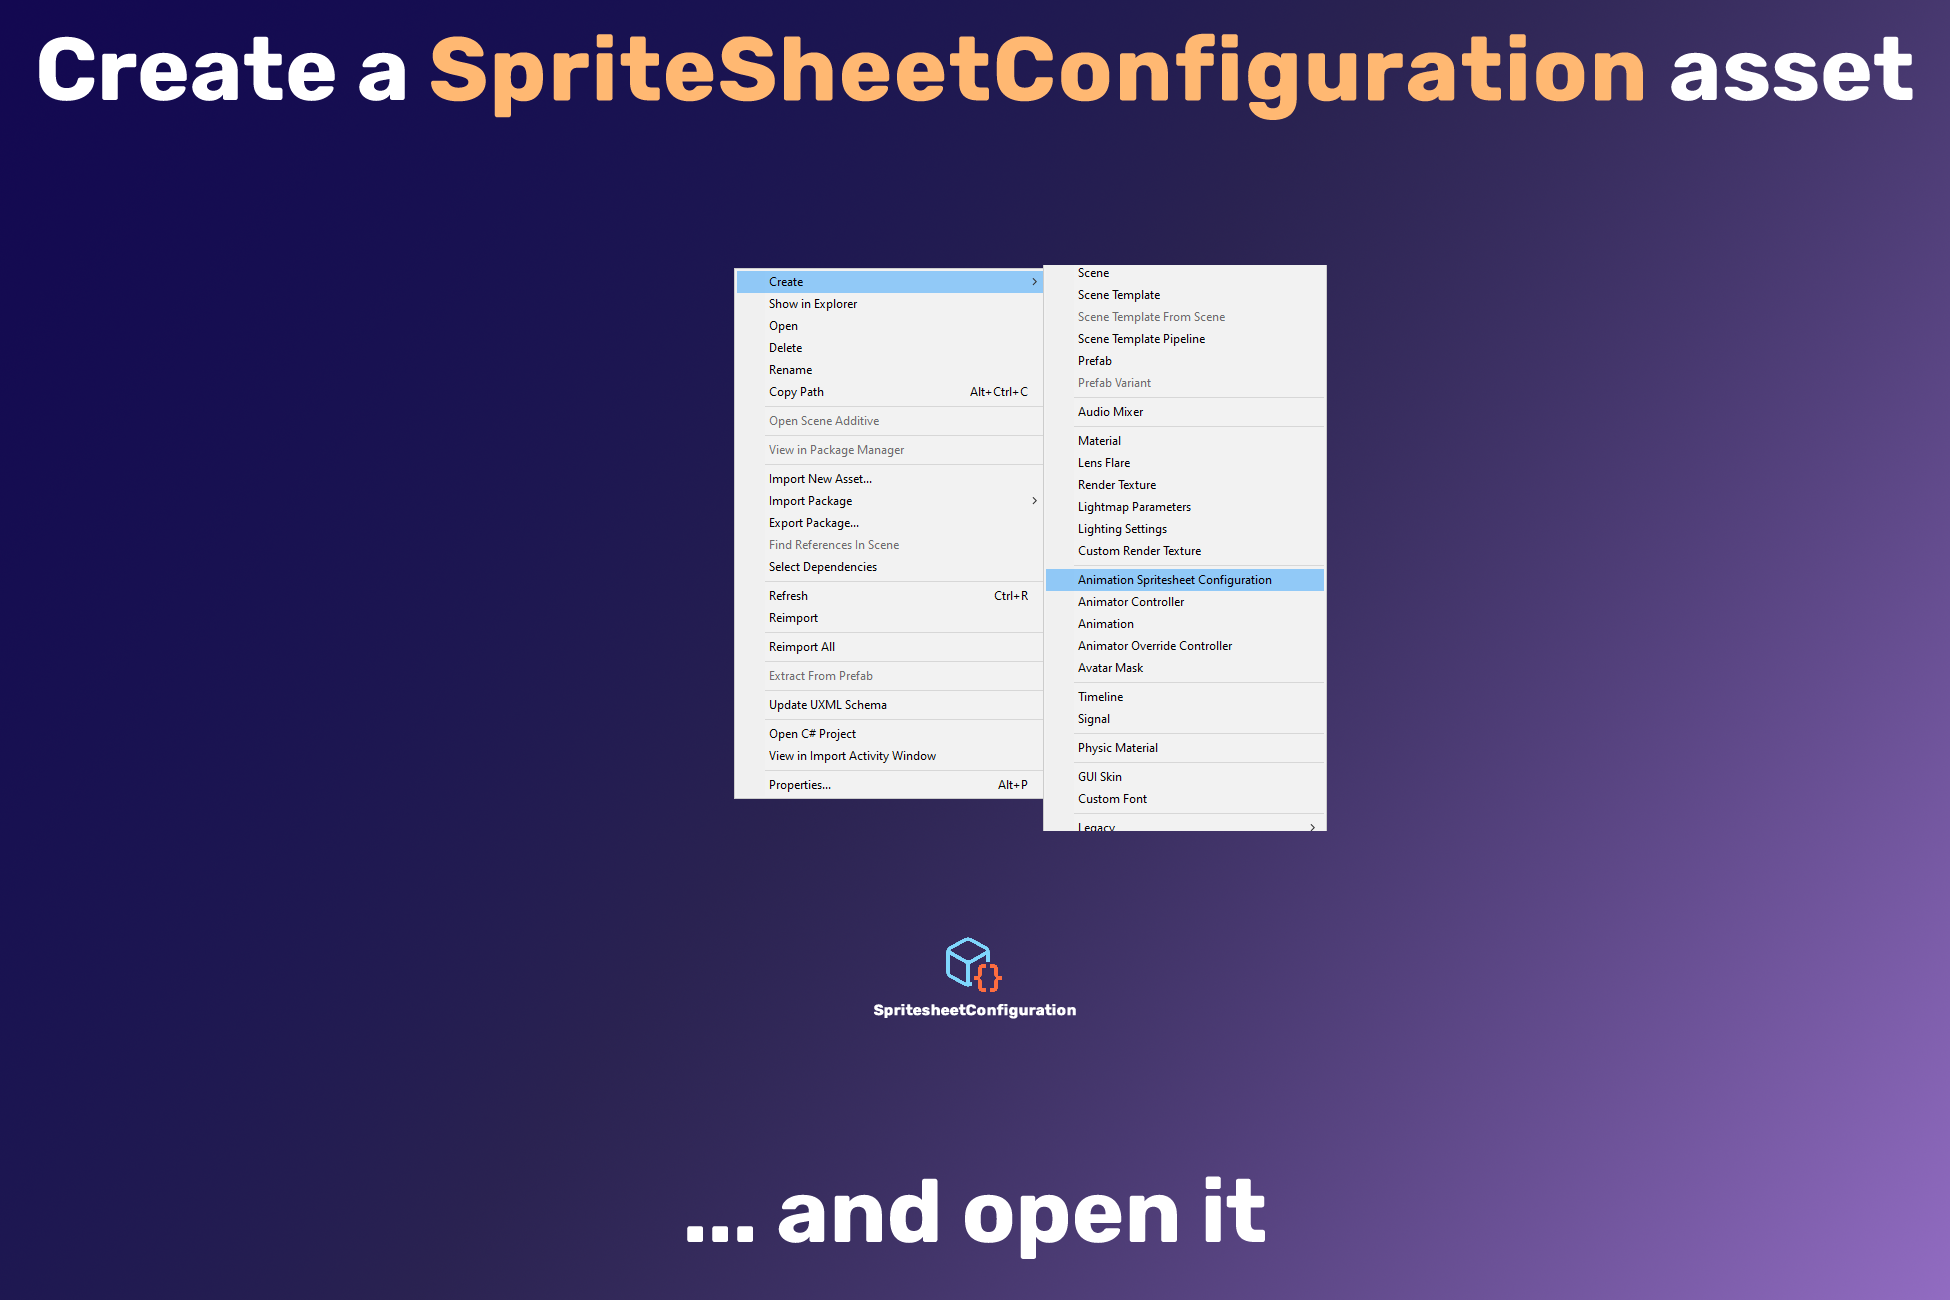 Create a SpriteSheetConfiguration asset
Create
Show in Explorer
Open
Delete
Rename
Copy Path Alt+Ctrl+C
Open Scene Additive
View in Package Manager
Import New Asset...
Import Package
Export Package...
Find References In Scene
Select Dependencies
Refresh Ctrl+R
Reimport
Reimport All
Extract From Prefab
Update UXML Schema
Open C# Project
View in Import Activity Window
Properties... Alt+P
Scene
Scene Template
Scene Template From Scene
Scene Template Pipeline
Prefab
Prefab Variant
Audio Mixer
Material
Lens Flare
Render Texture
Lightmap Parameters
Lighting Settings
Custom Render Texture
Animation Spritesheet Configuration
Animator Controller
Animation
Animator Override Controller
Avatar Mask
Timeline
Signal
Physic Material
GUI Skin
Custom Font
Legacy
{}
SpritesheetConfiguration
... and open it